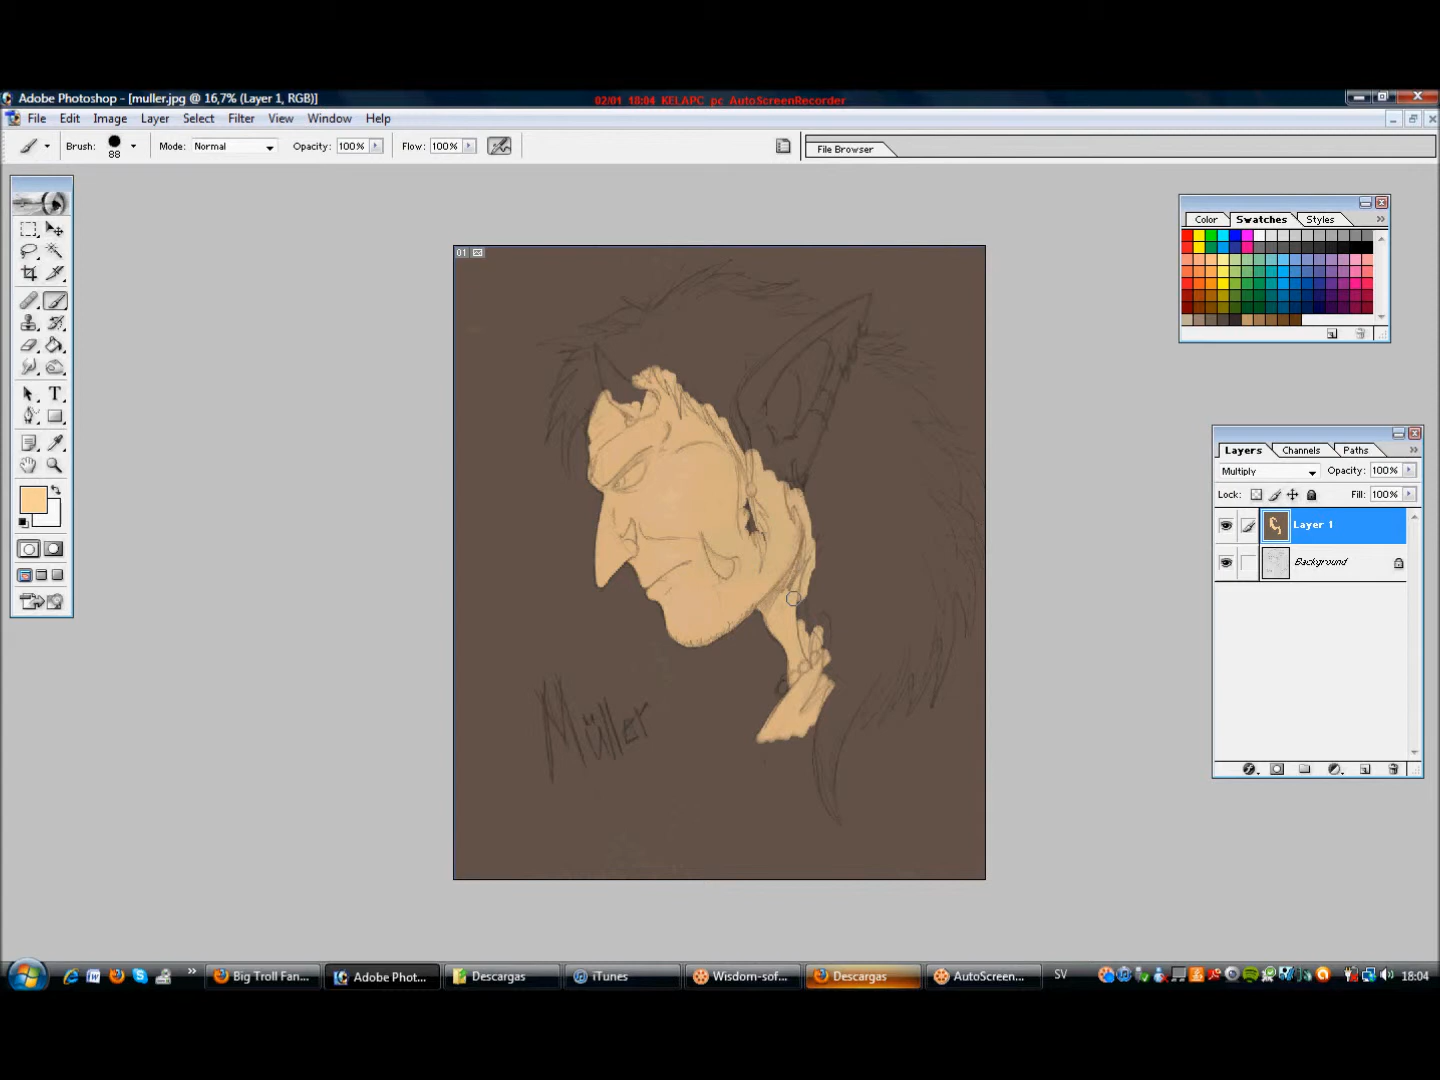 Adobe Photoshop - [muller.jpg @ 16,7% (Layer 1, RGB)]
02/01 18:04 KELAPC pc AutoScreenRecorder
File Edit Image Layer Select Filter View Window Help
Brush: 88 Mode: Normal Opacity: 100% Flow: 100% File Browser
Color Swatches Styles
01
Layers Channels Paths
Multiply Opacity: 100%
Lock: Fill: 100%
Layer 1
Background
Müller
Big Troll Fan... Adobe Phot... Descargas iTunes Wisdom-sof... Descargas AutoScreen... SV 18:04